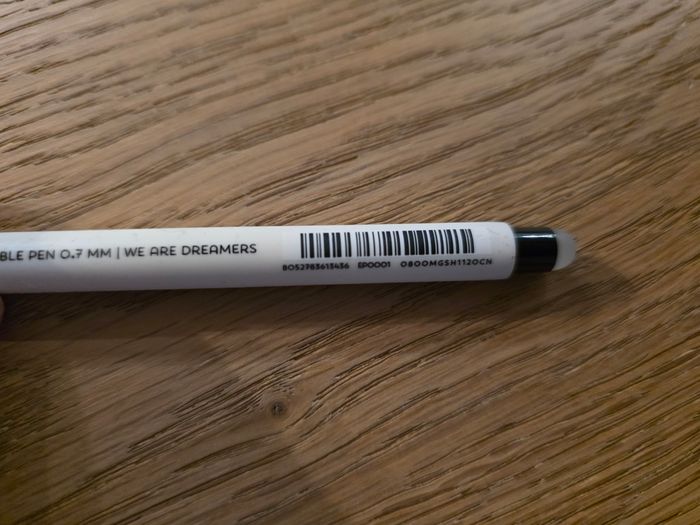 BLE PEN 0.7 MM | WE ARE DREAMERS
8052783613436 EP0001 0800MGSH1120CN